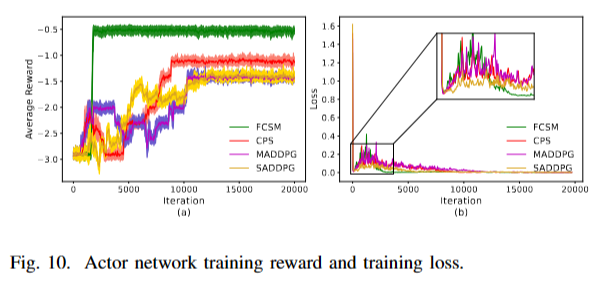 −0.5
−1.0
−1.5
−2.0
−2.5
−3.0
Average Reward
0 5000 10000 15000 20000
Iteration
(a)
FCSM
CPS
MADDPG
SADDPG
1.6
1.4
1.2
1.0
0.8
0.6
0.4
0.2
0.0
Loss
0 5000 10000 15000 20000
Iteration
(b)
FCSM
CPS
MADDPG
SADDPG
Fig. 10. Actor network training reward and training loss.